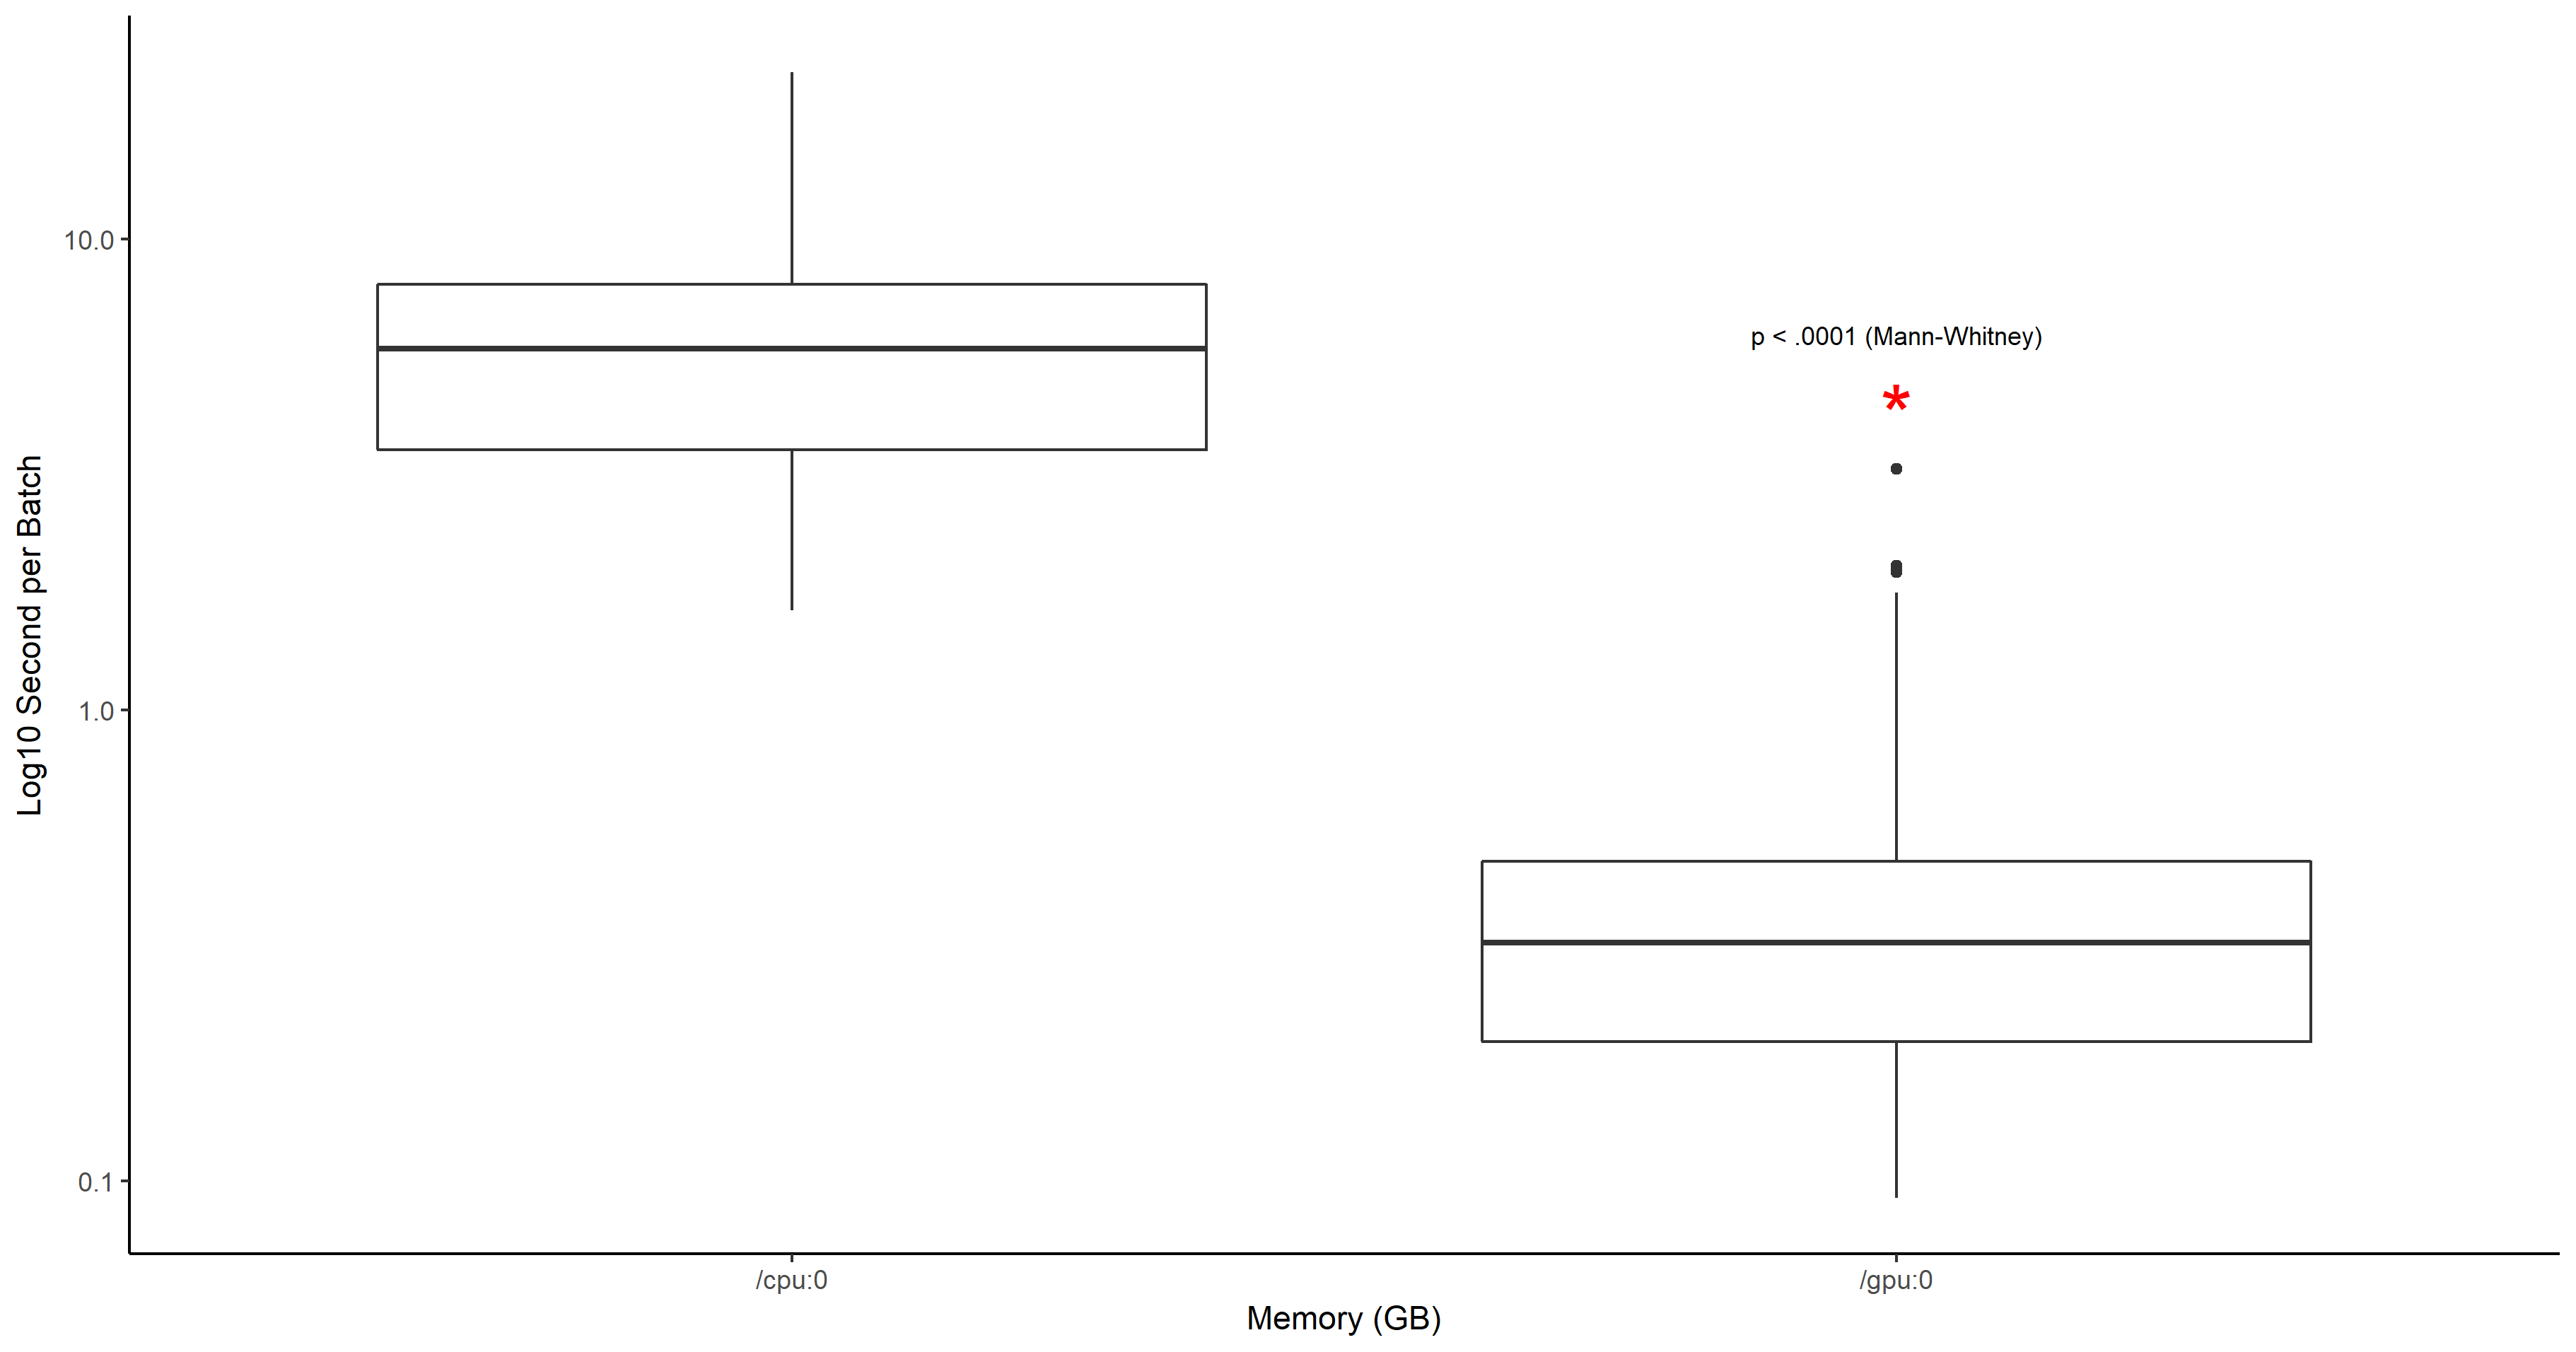 10.0
p < .0001 (Mann-Whitney)
*
Log10 Second per Batch
1.0
0.1
/cpu:0
/gpu:0
Memory (GB)